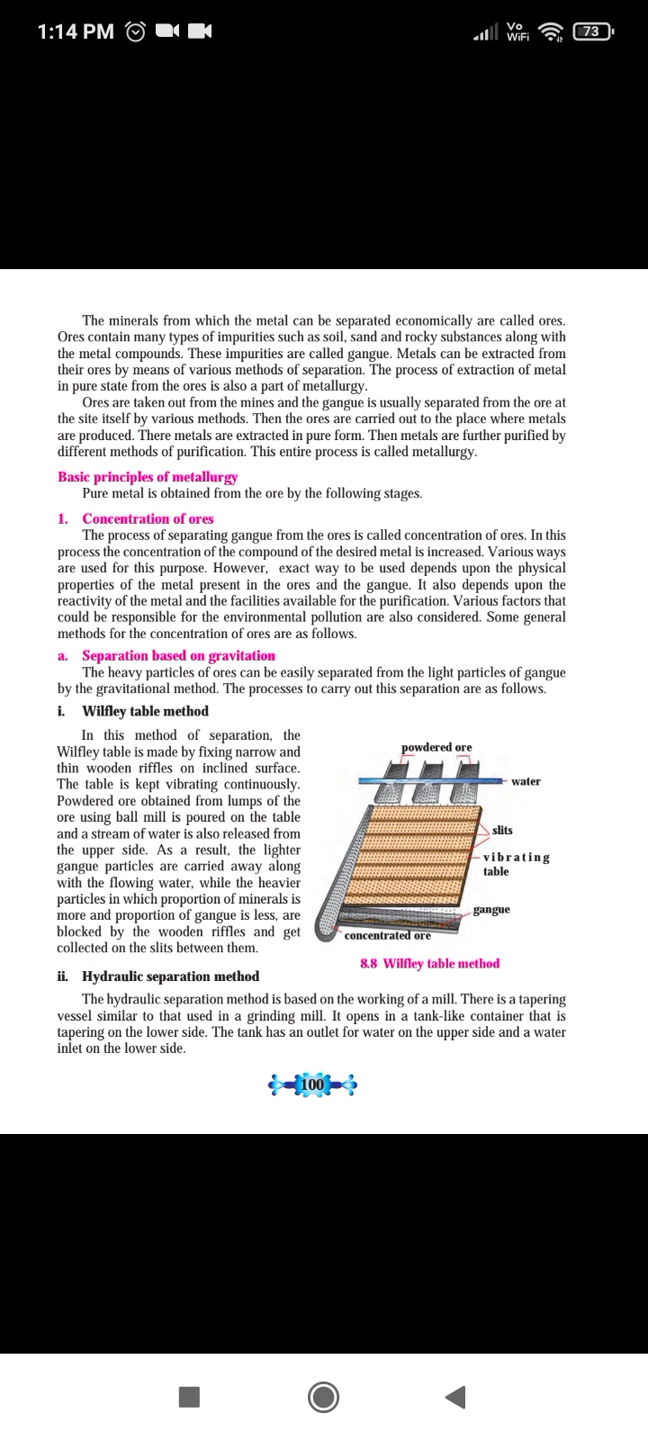 1:14 PM
Vo
WiFi
73
The minerals from which the metal can be separated economically are called ores.
Ores contain many types of impurities such as soil, sand and rocky substances along with
the metal compounds. These impurities are called gangue. Metals can be extracted from
their ores by means of various methods of separation. The process of extraction of metal
in pure state from the ores is also a part of metallurgy.
Ores are taken out from the mines and the gangue is usually separated from the ore at
the site itself by various methods. Then the ores are carried out to the place where metals
are produced. There metals are extracted in pure form. Then metals are further purified by
different methods of purification. This entire process is called metallurgy.
Basic principles of metallurgy
Pure metal is obtained from the ore by the following stages.
1. Concentration of ores
The process of separating gangue from the ores is called concentration of ores. In this
process the concentration of the compound of the desired metal is increased. Various ways
are used for this purpose. However, exact way to be used depends upon the physical
properties of the metal present in the ores and the gangue. It also depends upon the
reactivity of the metal and the facilities available for the purification. Various factors that
could be responsible for the environmental pollution are also considered. Some general
methods for the concentration of ores are as follows.
a. Separation based on gravitation
The heavy particles of ores can be easily separated from the light particles of gangue
by the gravitational method. The processes to carry out this separation are as follows.
i. Wilfley table method
In this method of separation, the
Wilfley table is made by fixing narrow and
thin wooden riffles on inclined surface.
The table is kept vibrating continuously.
Powdered ore obtained from lumps of the
ore using ball mill is poured on the table
and a stream of water is also released from
the upper side. As a result, the lighter
gangue particles are carried away along
with the flowing water, while the heavier
particles in which proportion of minerals is
more and proportion of gangue is less, are
blocked by the wooden riffles and get
collected on the slits between them.
powdered ore
water
slits
vibrating
table
gangue
concentrated ore
8.8 Wilfley table method
ii. Hydraulic separation method
The hydraulic separation method is based on the working of a mill. There is a tapering
vessel similar to that used in a grinding mill. It opens in a tank-like container that is
tapering on the lower side. The tank has an outlet for water on the upper side and a water
inlet on the lower side.
100